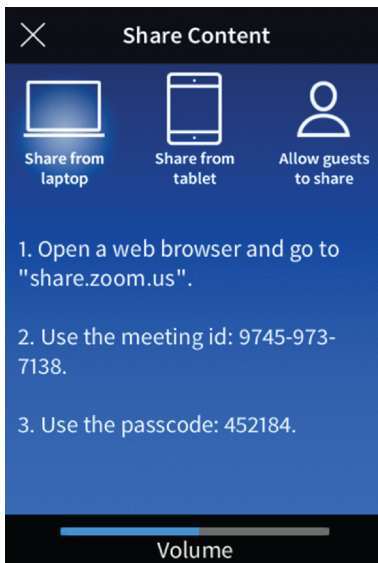 Share Content
Share from
laptop
Share from
tablet
Allow guests
to share
1. Open a web browser and go to
"share.zoom.us".
2. Use the meeting id: 9745-973-
7138.
3. Use the passcode: 452184.
Volume